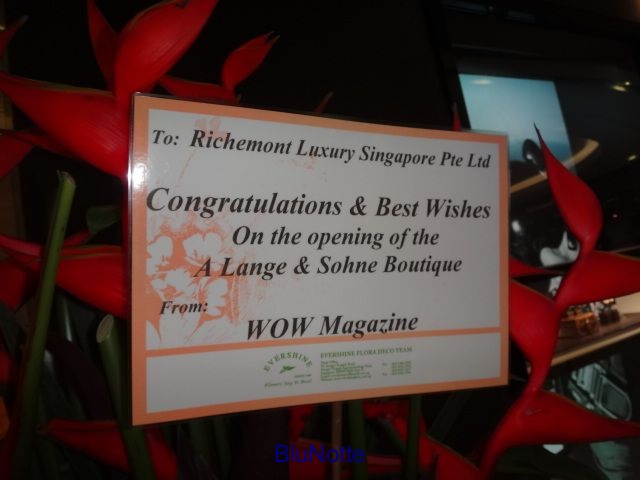 To: Richemont Luxury Singapore Pte Ltd
Congratulations & Best Wishes
On the opening of the
A Lange & Sohne Boutique
From:
WOW Magazine
EVERSHINE
EVERSHINE FLORA DECO TEAM
BluNotte